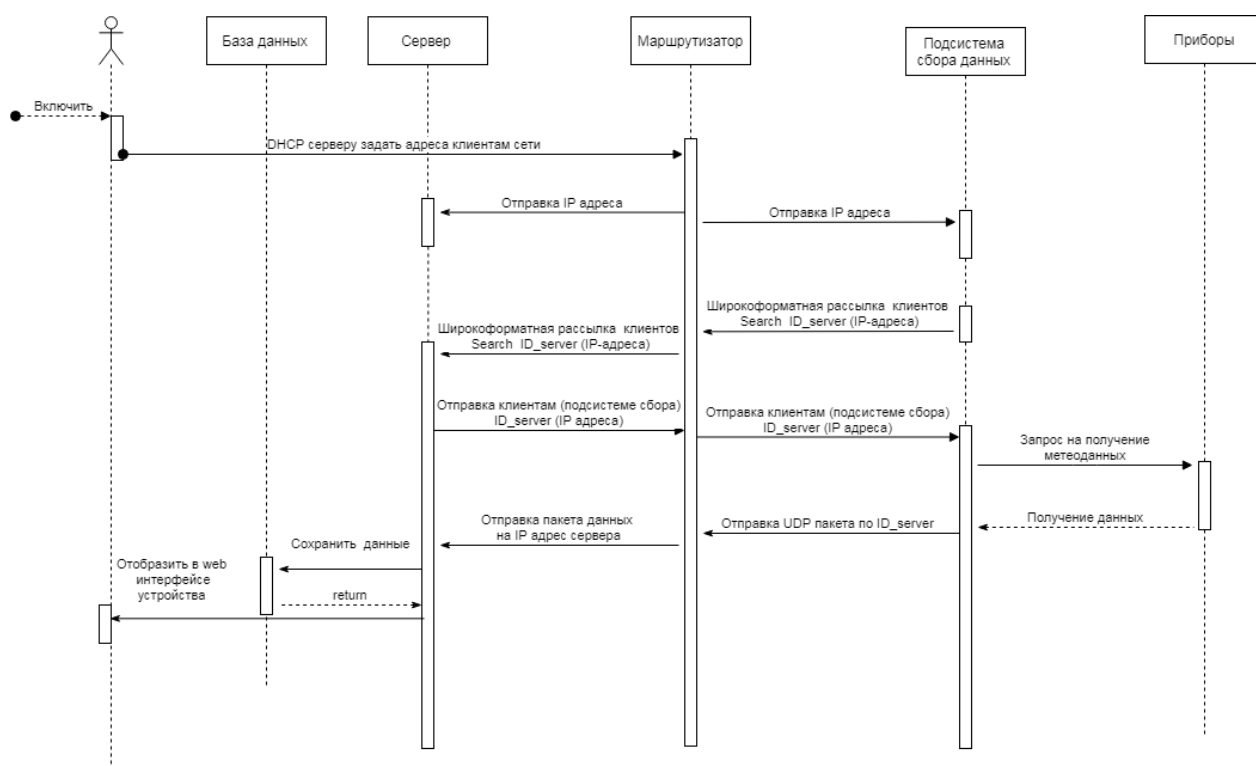 База данных
Сервер
Маршрутизатор
Подсистема
сбора данных
Приборы
Включить
DHCP серверу задать адреса клиентам сети
Отправка IP адреса
Отправка IP адреса
Широкоформатная рассылка клиентов
Search ID_server (IP-адреса)
Широкоформатная рассылка клиентов
Search ID_server (IP-адреса)
Отправка клиентам (подсистеме сбора)
ID_server (IP адреса)
Отправка клиентам (подсистеме сбора)
ID_server (IP адреса)
Запрос на получение
метеоданных
Получение данных
Отправка UDP пакета по ID_server
Отправка пакета данных
на IP адрес сервера
Сохранить данные
Отобразить в web
интерфейсе
устройства
return